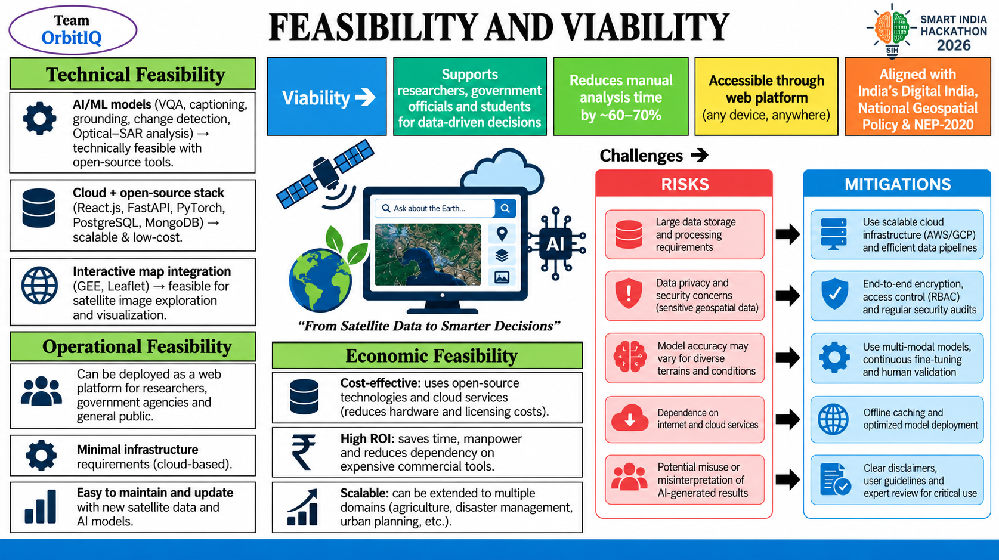 Team
OrbitIQ
FEASIBILITY AND VIABILITY
SIH
SMART INDIA
HACKATHON
2026
Technical Feasibility
AI/ML models (VQA, captioning,
grounding, change detection,
Optical–SAR analysis) →
technically feasible with
open-source tools.
Cloud + open-source stack
(React.js, FastAPI, PyTorch,
PostgreSQL, MongoDB) →
scalable & low-cost.
Interactive map integration
(GEE, Leaflet) → feasible for
satellite image exploration
and visualization.
Operational Feasibility
Can be deployed as a web
platform for researchers,
government agencies and
general public.
Minimal infrastructure
requirements (cloud-based).
Easy to maintain and update
with new satellite data and
AI models.
Viability →
Supports
researchers, government
officials and students
for data-driven decisions
Reduces manual
analysis time
by ~60–70%
Accessible through
web platform
(any device, anywhere)
Aligned with
India's Digital India,
National Geospatial
Policy & NEP-2020
Ask about the Earth...
AI
"From Satellite Data to Smarter Decisions"
Economic Feasibility
Cost-effective: uses open-source
technologies and cloud services
(reduces hardware and licensing costs).
₹
High ROI: saves time, manpower
and reduces dependency on
expensive commercial tools.
Scalable: can be extended to multiple
domains (agriculture, disaster management,
urban planning, etc.).
Challenges →
RISKS
Large data storage
and processing
requirements
Data privacy and
security concerns
(sensitive geospatial data)
Model accuracy may
vary for diverse
terrains and conditions
Dependence on
internet and cloud services
Potential misuse or
misinterpretation of
AI-generated results
MITIGATIONS
Use scalable cloud
infrastructure (AWS/GCP)
and efficient data pipelines
End-to-end encryption,
access control (RBAC)
and regular security audits
Use multi-modal models,
continuous fine-tuning
and human validation
Offline caching and
optimized model deployment
Clear disclaimers,
user guidelines and
expert review for critical use